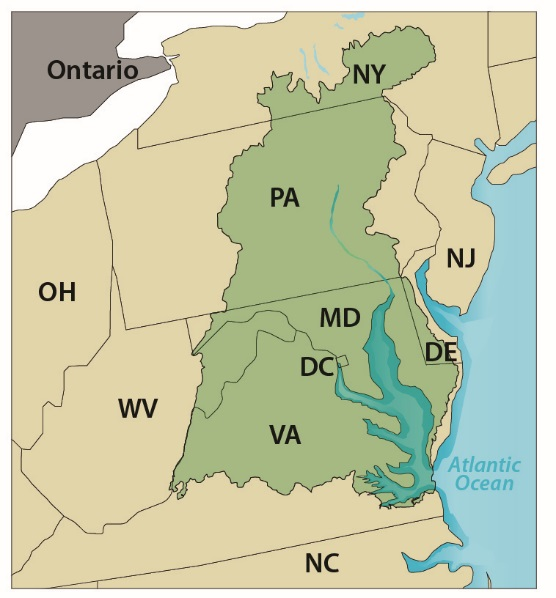 Ontario
NY
PA
NJ
OH
MD
DE
DC
WV
VA
Atlantic
Ocean
NC